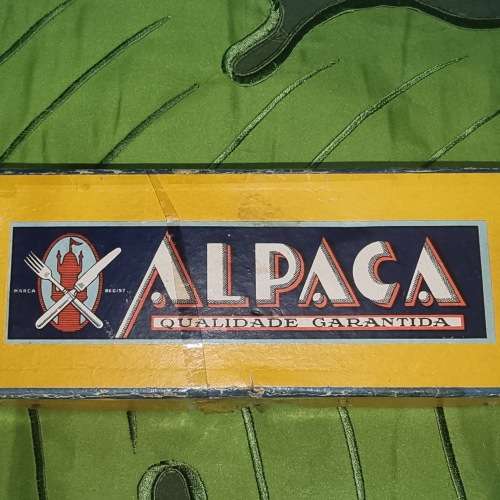 MARCA REGIST.
ALPACA
QUALIDADE GARANTIDA